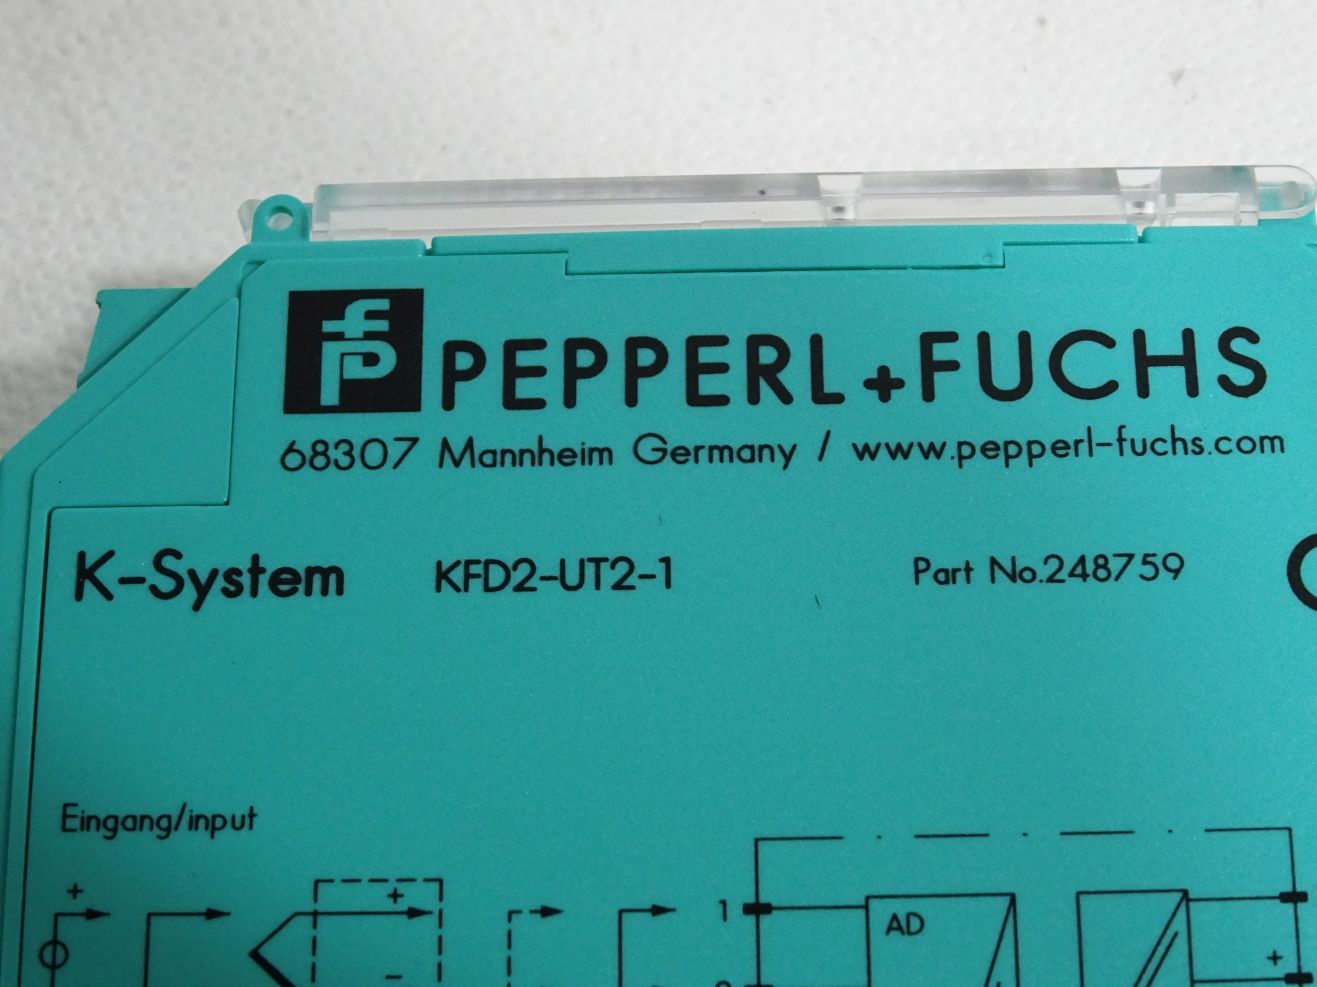 fp PEPPERL+FUCHS
68307 Mannheim Germany / www.pepperl-fuchs.com
K-System KFD2-UT2-1 Part No.248759
Eingang/input
+ + 1 AD
- +